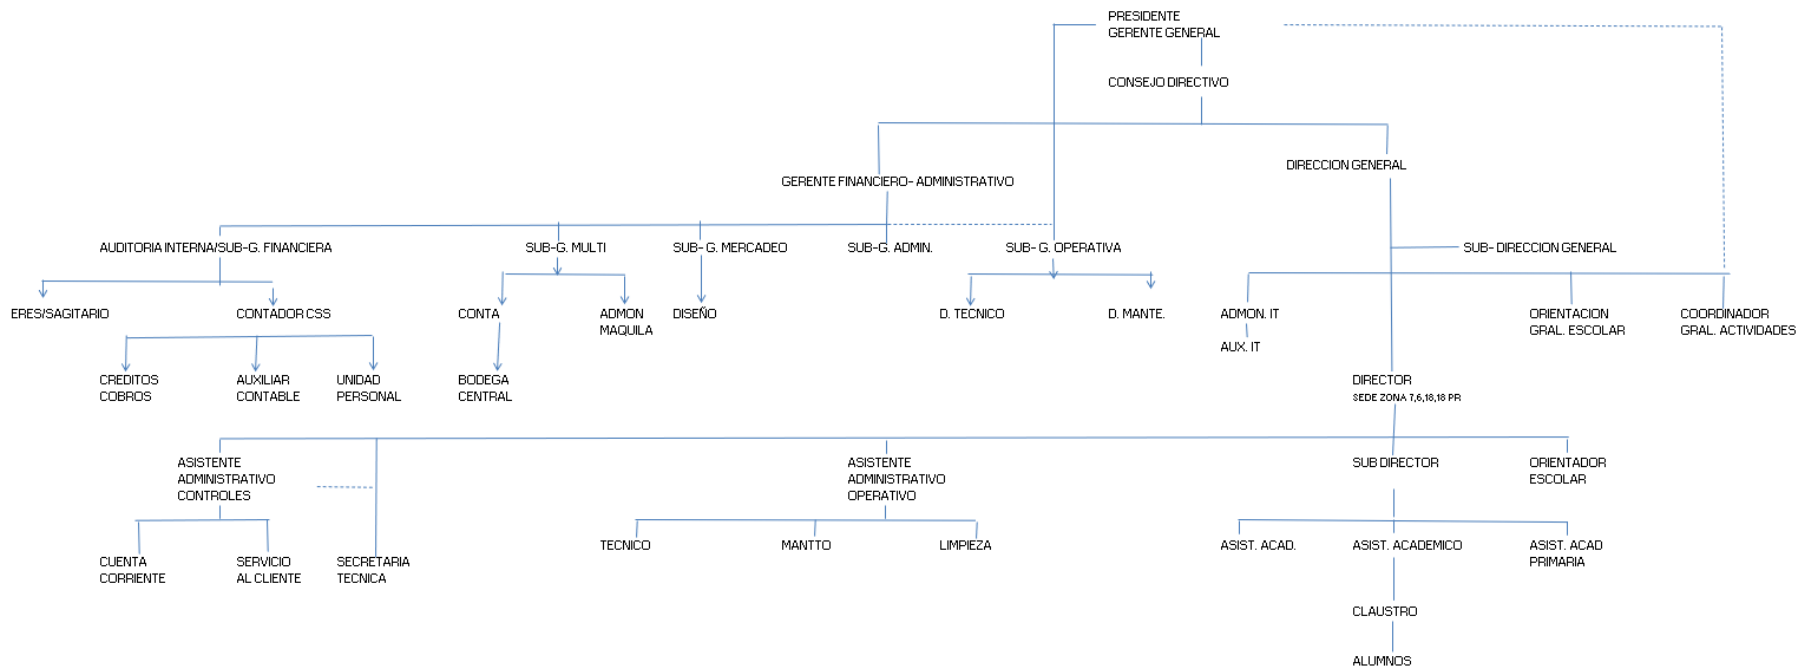 PRESIDENTE
GERENTE GENERAL
CONSEJO DIRECTIVO
DIRECCION GENERAL
GERENTE FINANCIERO- ADMINISTRATIVO
AUDITORIA INTERNA/SUB-G. FINANCIERA
SUB-G. MULTI
SUB- G. MERCADEO
SUB-G. ADMIN.
SUB- G. OPERATIVA
SUB- DIRECCION GENERAL
ERES/SAGITARIO
CONTADOR CSS
CONTA
ADMON
MAQUILA
DISEÑO
D. TECNICO
D. MANTE.
ADMON. IT
ORIENTACION
GRAL. ESCOLAR
COORDINADOR
GRAL. ACTIVIDADES
AUX. IT
CREDITOS
COBROS
AUXILIAR
CONTABLE
UNIDAD
PERSONAL
BODEGA
CENTRAL
DIRECTOR
SEDE ZONA 7,6,18,18 PR
ASISTENTE
ADMINISTRATIVO
CONTROLES
ASISTENTE
ADMINISTRATIVO
OPERATIVO
SUB DIRECTOR
ORIENTADOR
ESCOLAR
CUENTA
CORRIENTE
SERVICIO
AL CLIENTE
SECRETARIA
TECNICA
TECNICO
MANTTO
LIMPIEZA
ASIST. ACAD.
ASIST. ACADEMICO
ASIST. ACAD
PRIMARIA
CLAUSTRO
ALUMNOS